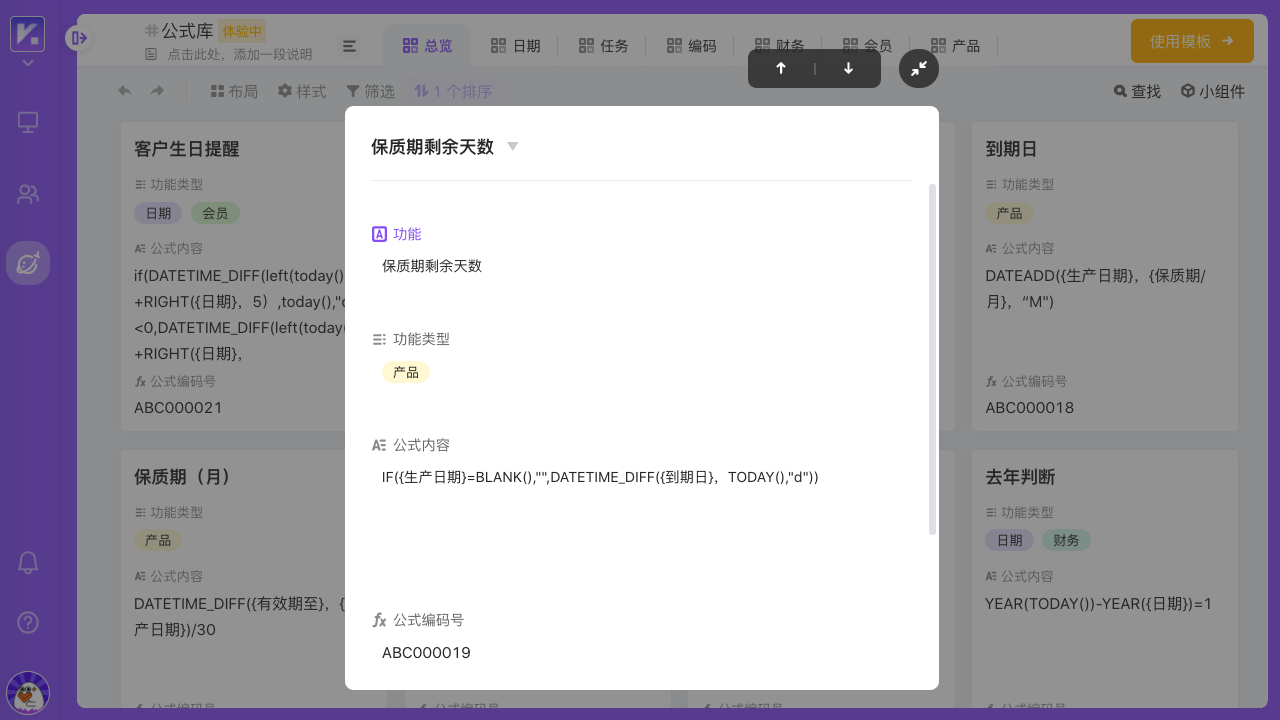 公式库 体验中
点击此处，添加一段说明
总览
日期
任务
编码
财务
会员
产品
使用模板
布局
样式
筛选
1 个排序
查找
小组件
客户生日提醒
功能类型
日期 会员
公式内容
if(DATETIME_DIFF(left(today()
+RIGHT({日期}，5）,today(),"d
<0,DATETIME_DIFF(left(today
+RIGHT({日期}，
公式编码号
ABC000021
保质期（月）
功能类型
产品
公式内容
DATETIME_DIFF({有效期至}，{
产日期})/30
保质期剩余天数
功能
保质期剩余天数
功能类型
产品
公式内容
IF({生产日期}=BLANK(),"",DATETIME_DIFF({到期日}，TODAY(),"d"))
公式编码号
ABC000019
到期日
功能类型
产品
公式内容
DATEADD({生产日期}，{保质期/
月}，“M")
公式编码号
ABC000018
去年判断
功能类型
日期 财务
公式内容
YEAR(TODAY())-YEAR({日期})=1